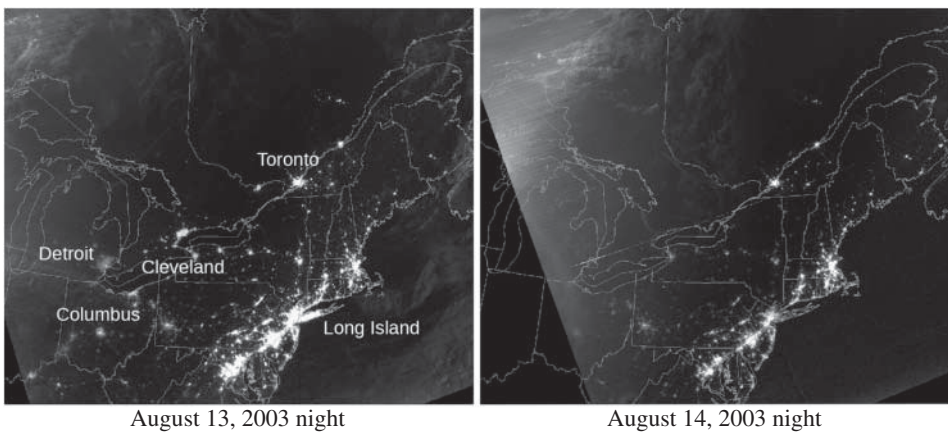 Toronto
Detroit
Cleveland
Columbus
Long Island
August 13, 2003 night
August 14, 2003 night